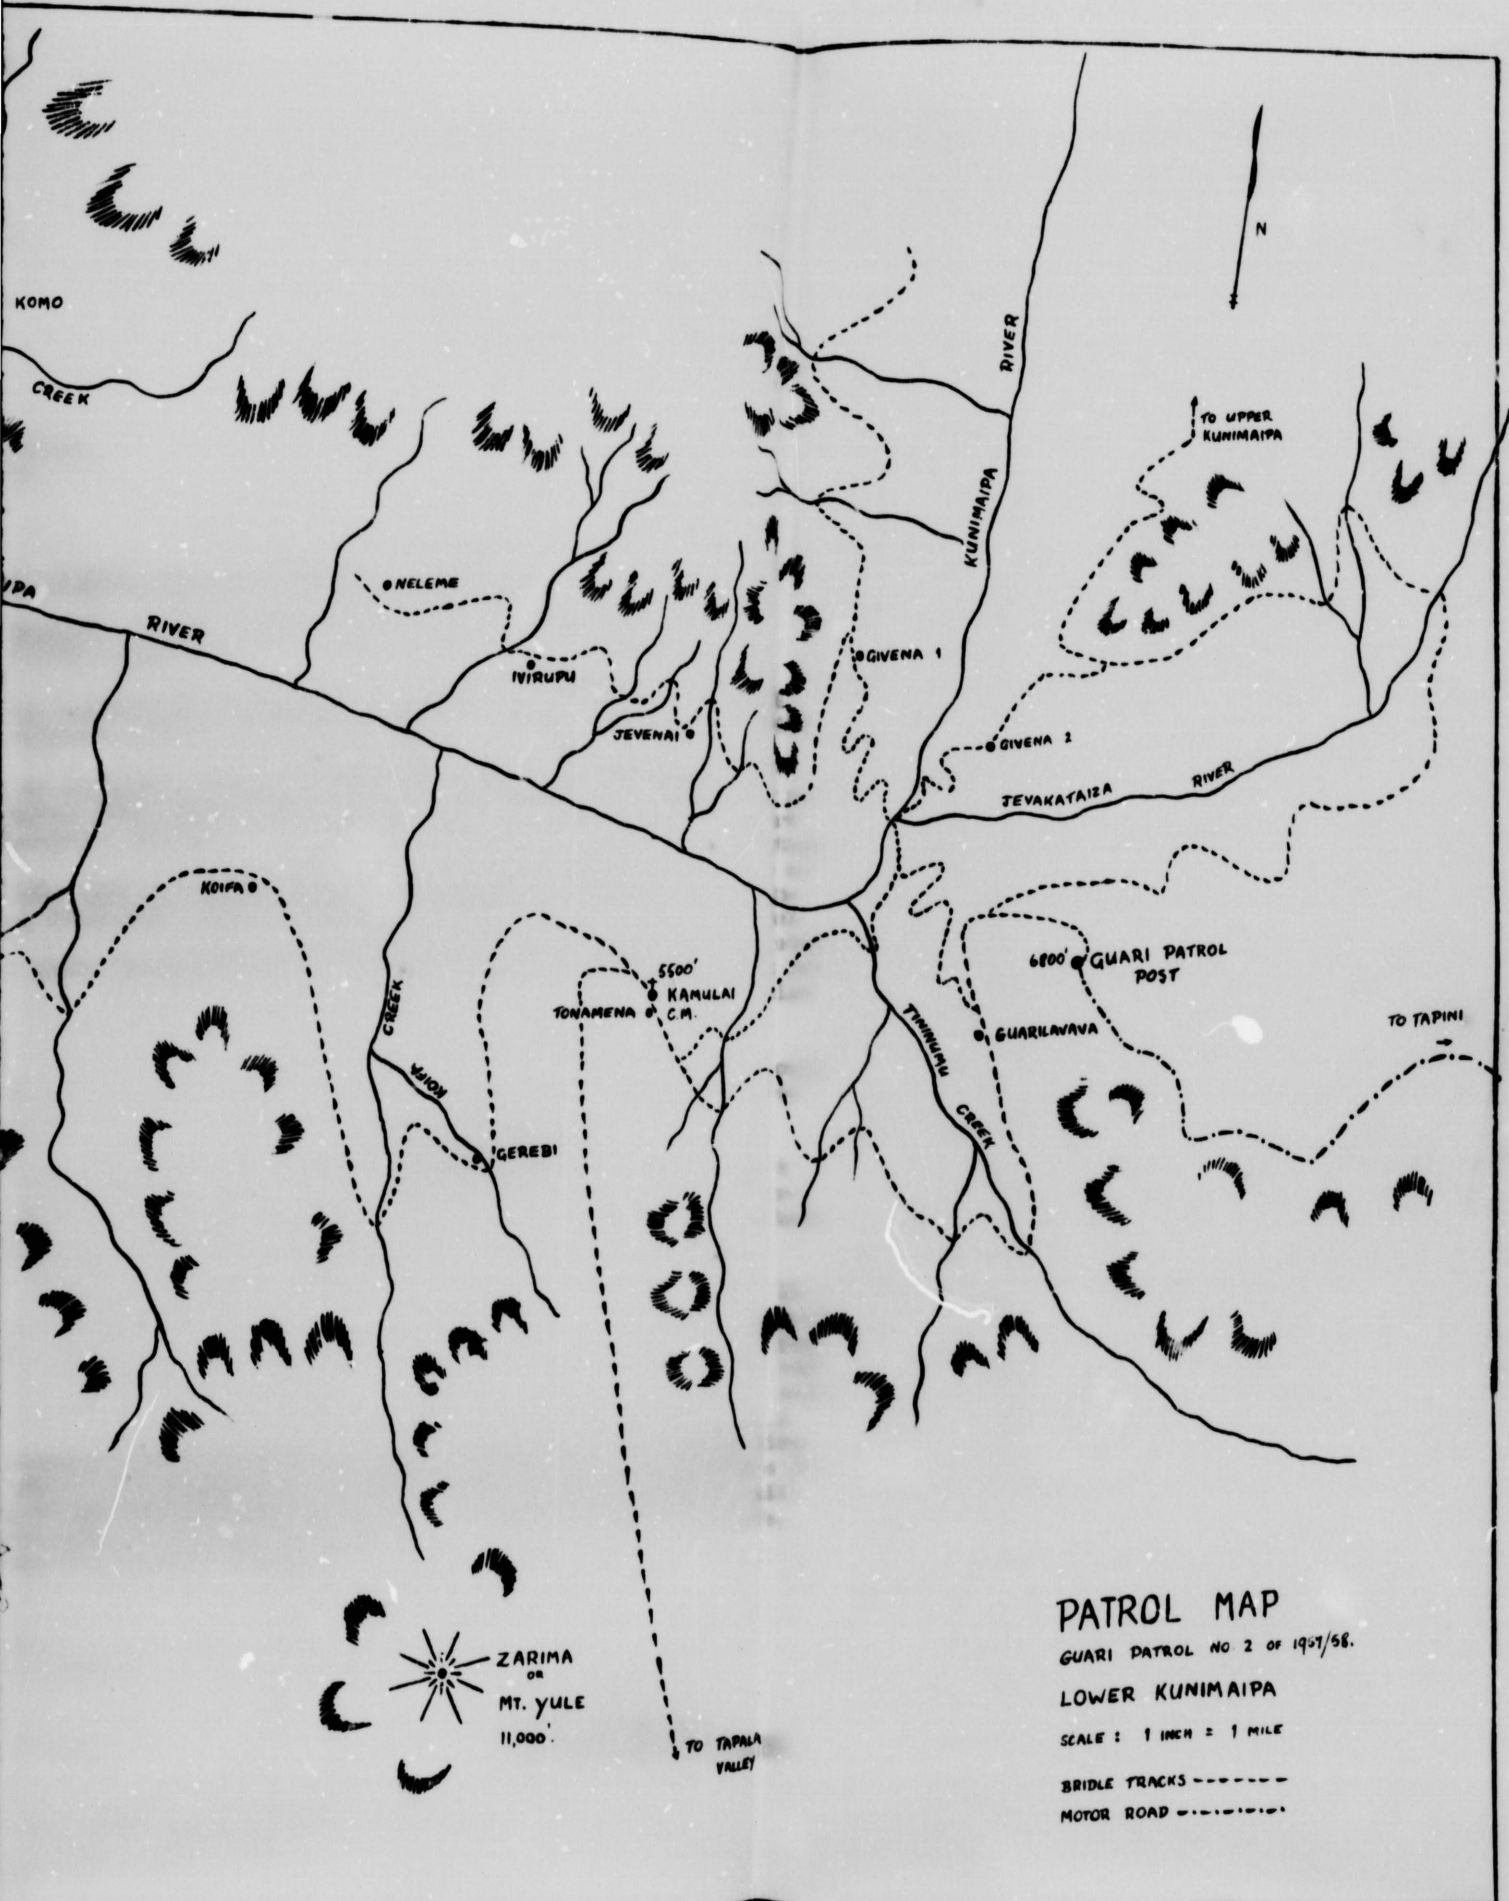 KOMO
CREEK
RIVER
KUNIMAIPA
N
TO UPPER
KUNIMAIPA
IPA
RIVER
NELEME
IVIRUPU
JEVENAI
GIVENA 1
GIVENA 2
JEVAKATAIZA RIVER
KOIFA
5500'
KAMULAI
C.M.
TONAMENA
6800'
GUARI PATROL
POST
GUARILAVAVA
TO TAPINI
CREEK
KOIFA
GEREBI
TININUMU
CREEK
ZARIMA
OR
MT. YULE
11,000'.
TO TAPALA
VALLEY
PATROL MAP
GUARI PATROL NO 2 OF 1957/58.
LOWER KUNIMAIPA
SCALE : 1 INCH = 1 MILE
BRIDLE TRACKS
MOTOR ROAD